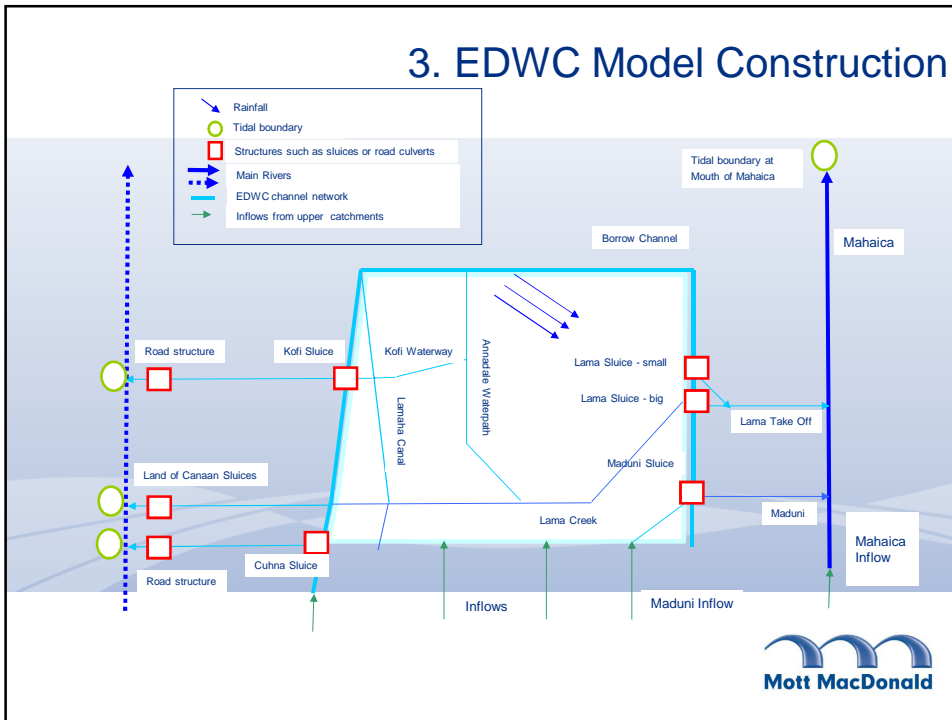 3. EDWC Model Construction
Rainfall
Tidal boundary
Structures such as sluices or road culverts
Main Rivers
EDWC channel network
Inflows from upper catchments
Tidal boundary at
Mouth of Mahaica
Borrow Channel
Mahaica
Road structure
Kofi Sluice
Kofi Waterway
Annadale Waterpath
Lamaha Canal
Lama Sluice - small
Lama Sluice - big
Lama Take Off
Land of Canaan Sluices
Maduni Sluice
Lama Creek
Maduni
Cuhna Sluice
Road structure
Mahaica
Inflow
Inflows
Maduni Inflow
Mott MacDonald